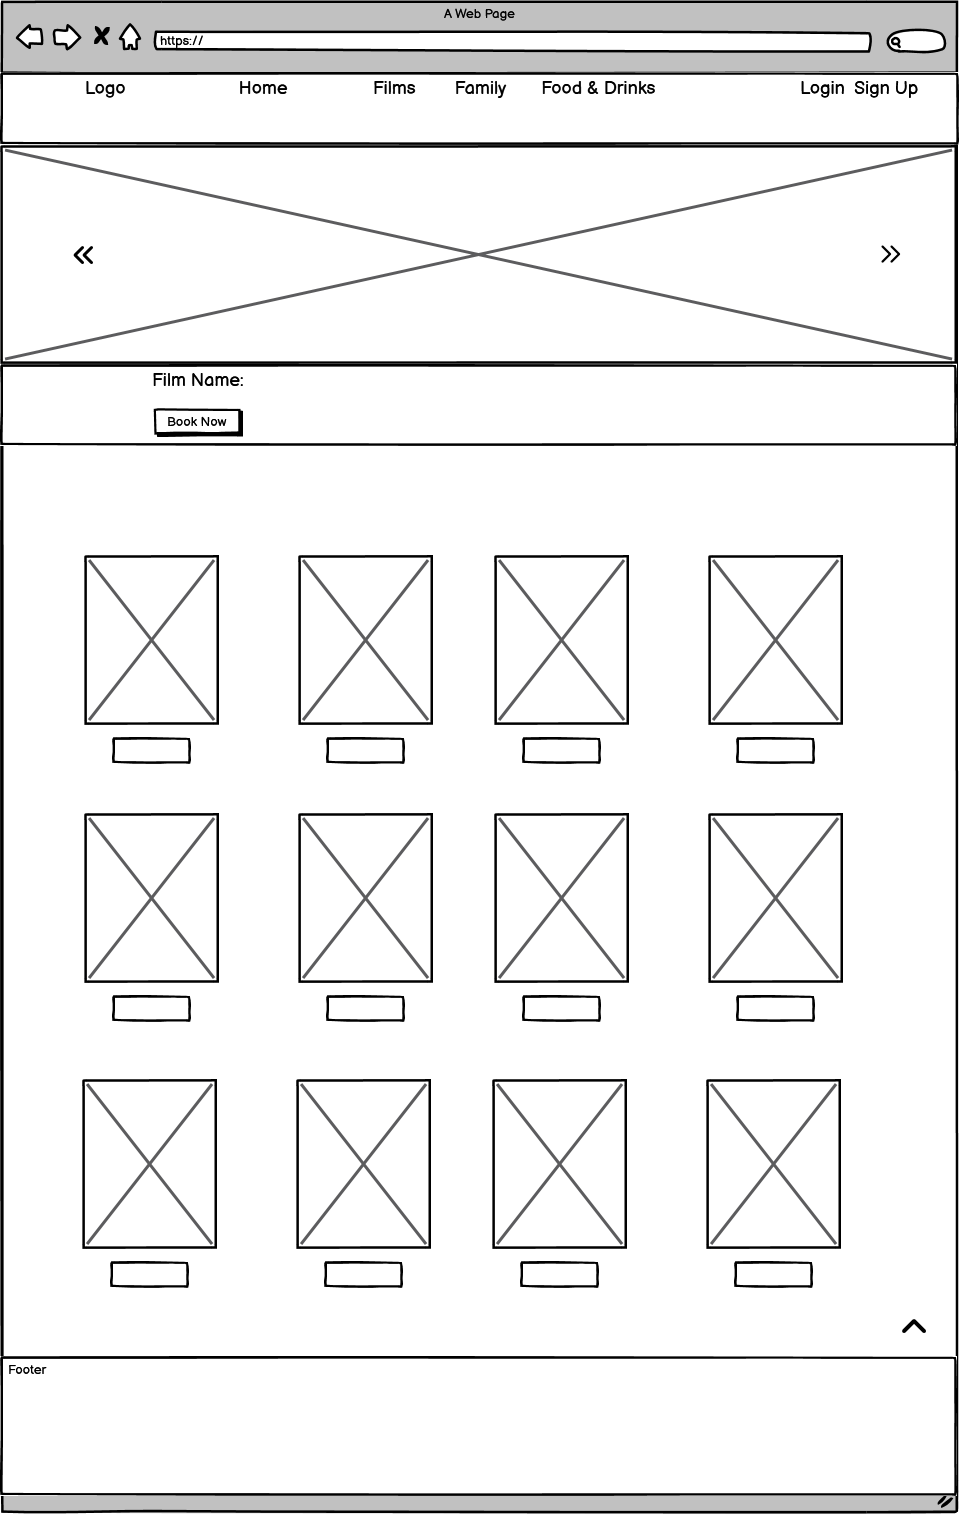 A Web Page
https://
Logo Home Films Family Food & Drinks Login Sign Up
Film Name:
Book Now
Footer